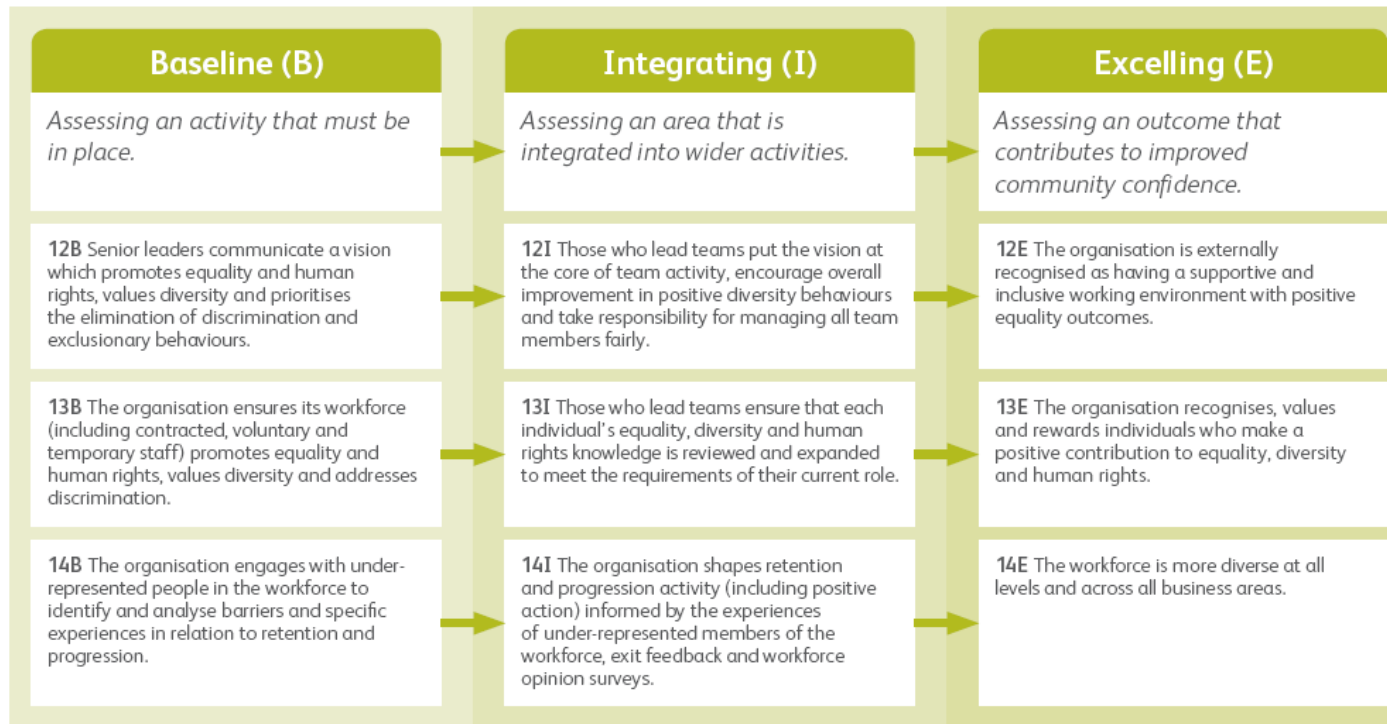 Baseline (B)
Integrating (I)
Excelling (E)
Assessing an activity that must be
in place.
Assessing an area that is
integrated into wider activities.
Assessing an outcome that
contributes to improved
community confidence.
12B Senior leaders communicate a vision
which promotes equality and human
rights, values diversity and prioritises
the elimination of discrimination and
exclusionary behaviours.
12I Those who lead teams put the vision at
the core of team activity, encourage overall
improvement in positive diversity behaviours
and take responsibility for managing all team
members fairly.
12E The organisation is externally
recognised as having a supportive and
inclusive working environment with positive
equality outcomes.
13B The organisation ensures its workforce
(including contracted, voluntary and
temporary staff) promotes equality and
human rights, values diversity and addresses
discrimination.
13I Those who lead teams ensure that each
individual's equality, diversity and human
rights knowledge is reviewed and expanded
to meet the requirements of their current role.
13E The organisation recognises, values
and rewards individuals who make a
positive contribution to equality, diversity
and human rights.
14B The organisation engages with under-
represented people in the workforce to
identify and analyse barriers and specific
experiences in relation to retention and
progression.
14I The organisation shapes retention
and progression activity (including positive
action) informed by the experiences
of under-represented members of the
workforce, exit feedback and workforce
opinion surveys.
14E The workforce is more diverse at all
levels and across all business areas.